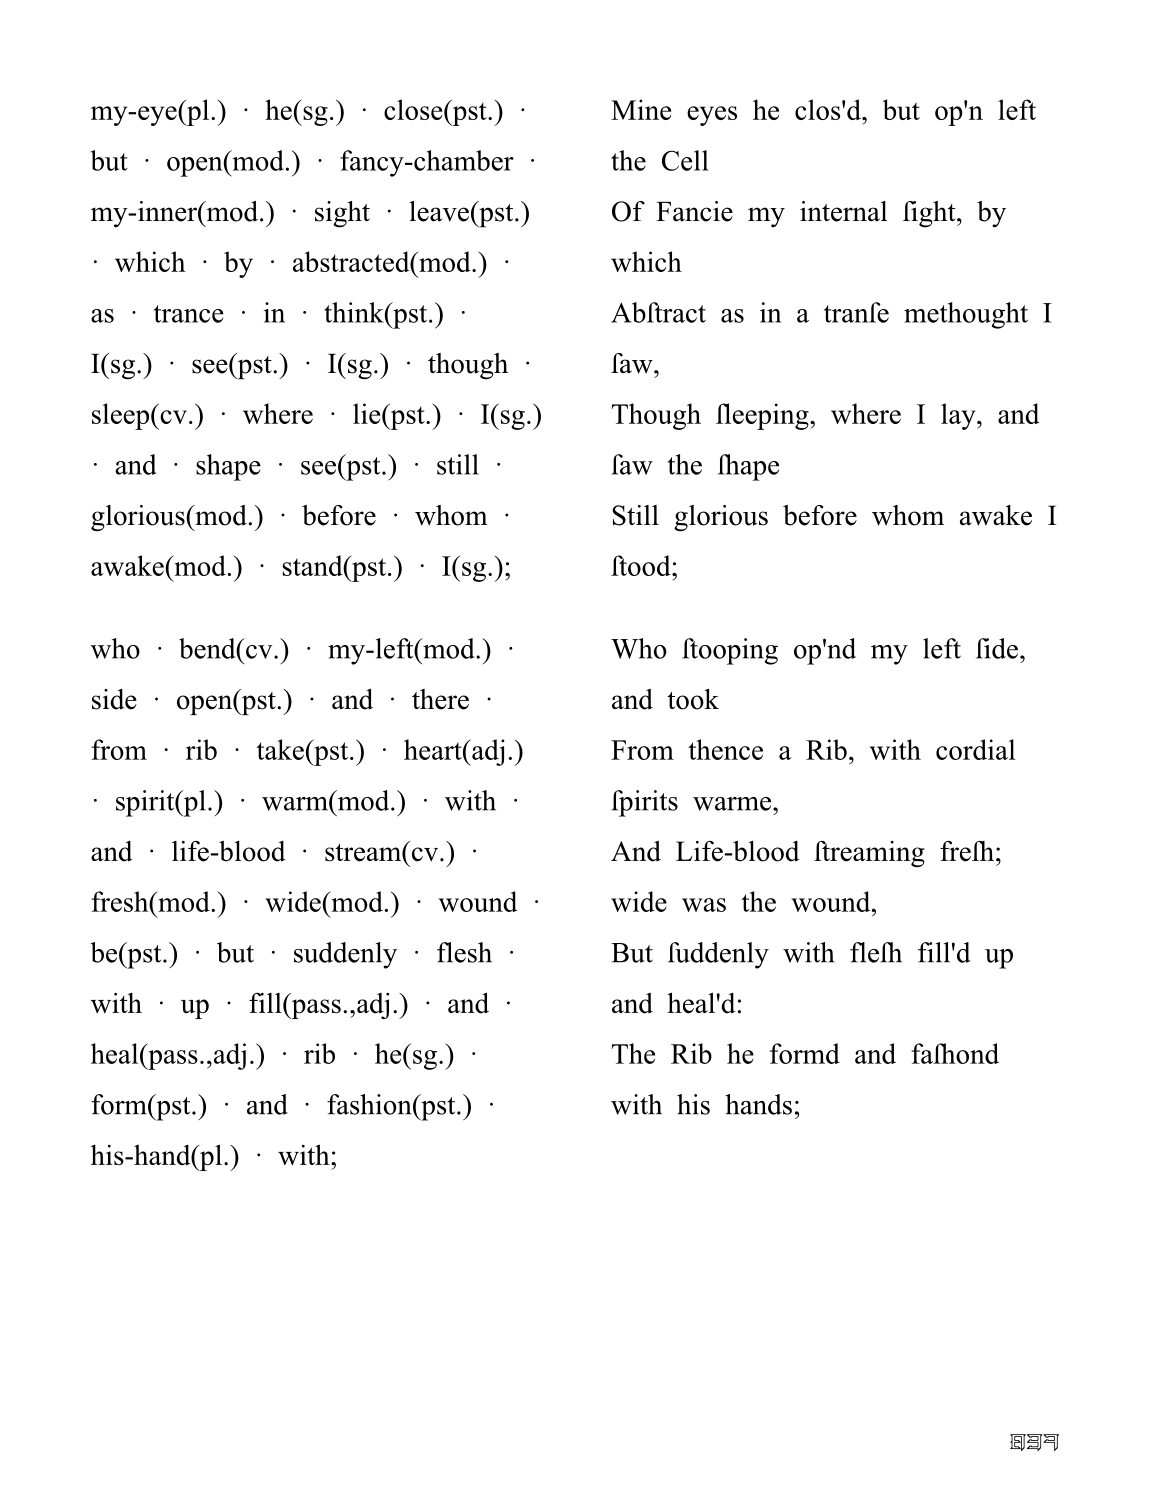 my-eye(pl.) · he(sg.) · close(pst.) ·
but · open(mod.) · fancy-chamber ·
my-inner(mod.) · sight · leave(pst.)
· which · by · abstracted(mod.) ·
as · trance · in · think(pst.) ·
I(sg.) · see(pst.) · I(sg.) · though ·
sleep(cv.) · where · lie(pst.) · I(sg.)
· and · shape · see(pst.) · still ·
glorious(mod.) · before · whom ·
awake(mod.) · stand(pst.) · I(sg.);
who · bend(cv.) · my-left(mod.) ·
side · open(pst.) · and · there ·
from · rib · take(pst.) · heart(adj.)
· spirit(pl.) · warm(mod.) · with ·
and · life-blood · stream(cv.) ·
fresh(mod.) · wide(mod.) · wound ·
be(pst.) · but · suddenly · flesh ·
with · up · fill(pass.,adj.) · and ·
heal(pass.,adj.) · rib · he(sg.) ·
form(pst.) · and · fashion(pst.) ·
his-hand(pl.) · with;
Mine eyes he clos'd, but op'n left
the Cell
Of Fancie my internal ſight, by
which
Abſtract as in a tranſe methought I
ſaw,
Though ſleeping, where I lay, and
ſaw the ſhape
Still glorious before whom awake I
ſtood;
Who ſtooping op'nd my left ſide,
and took
From thence a Rib, with cordial
ſpirits warme,
And Life-blood ſtreaming freſh;
wide was the wound,
But ſuddenly with fleſh fill'd up
and heal'd:
The Rib he formd and faſhond
with his hands;